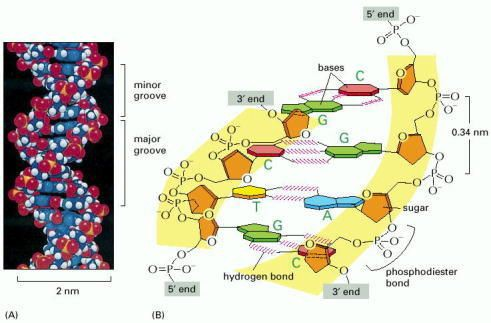 minor
groove
major
groove
2 nm
(A)
5′ end
O
O⁻
P
O
O
bases
C
3′ end
G
O
O⁻
P
O
O
0.34 nm
C
G
T
A
sugar
G
C
hydrogen bond
phosphodiester
bond
5′ end
3′ end
(B)